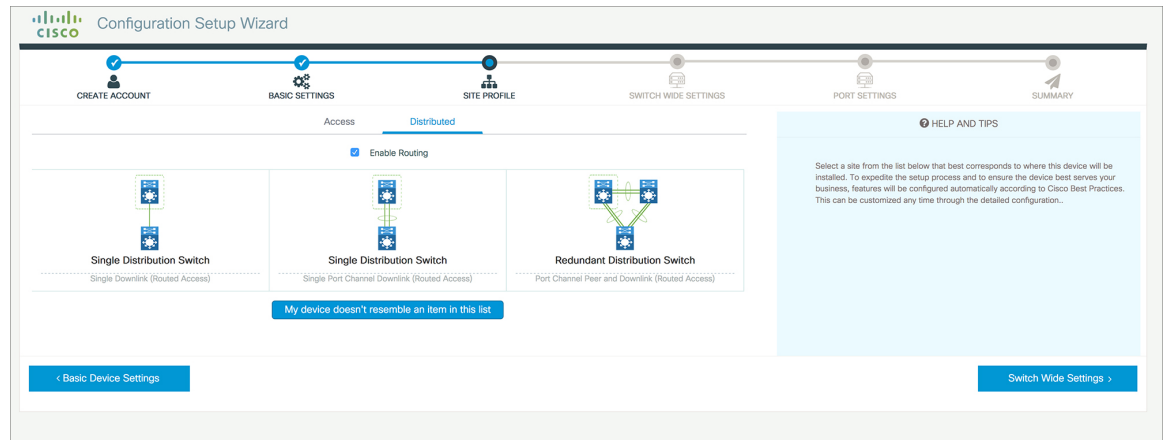 CISCO
Configuration Setup Wizard
CREATE ACCOUNT
BASIC SETTINGS
SITE PROFILE
SWITCH WIDE SETTINGS
PORT SETTINGS
SUMMARY
Access
Distributed
Enable Routing
Single Distribution Switch
Single Downlink (Routed Access)
Single Distribution Switch
Single Port Channel Downlink (Routed Access)
Redundant Distribution Switch
Port Channel Peer and Downlink (Routed Access)
My device doesn't resemble an item in this list
HELP AND TIPS
Select a site from the list below that best corresponds to where this device will be
installed. To expedite the setup process and to ensure the device best serves your
business, features will be configured automatically according to Cisco Best Practices.
This can be customized any time through the detailed configuration..
< Basic Device Settings
Switch Wide Settings >